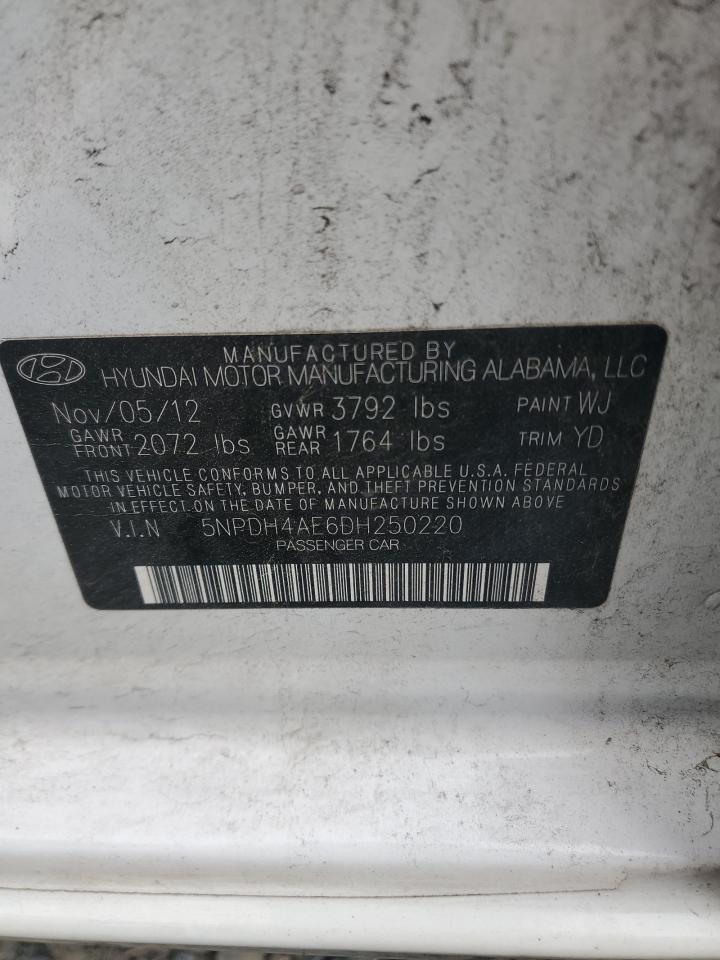 MANUFACTURED BY
HYUNDAI MOTOR MANUFACTURING ALABAMA, LLC
Nov/05/12 GVWR 3792 lbs PAINT WJ
GAWR FRONT 2072 lbs GAWR REAR 1764 lbs TRIM YD
THIS VEHICLE CONFORMS TO ALL APPLICABLE U.S.A. FEDERAL
MOTOR VEHICLE SAFETY, BUMPER, AND THEFT PREVENTION STANDARDS
IN EFFECT ON THE DATE OF MANUFACTURE SHOWN ABOVE
V.I.N 5NPDH4AE6DH250220
PASSENGER CAR